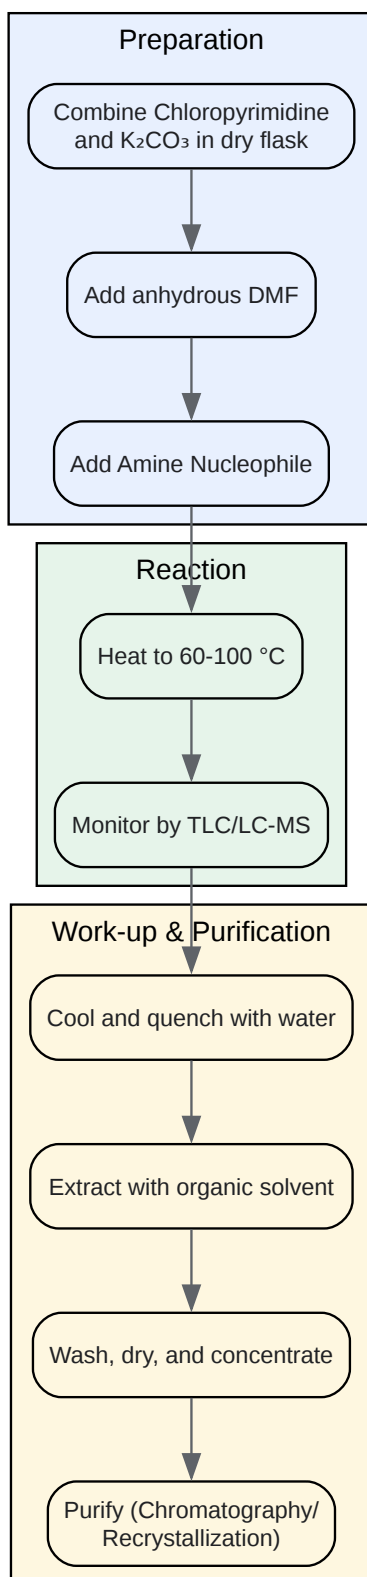 Preparation
Combine Chloropyrimidine
and K₂CO₃ in dry flask
Add anhydrous DMF
Add Amine Nucleophile
Reaction
Heat to 60-100 °C
Monitor by TLC/LC-MS
Work-up & Purification
Cool and quench with water
Extract with organic solvent
Wash, dry, and concentrate
Purify (Chromatography/
Recrystallization)